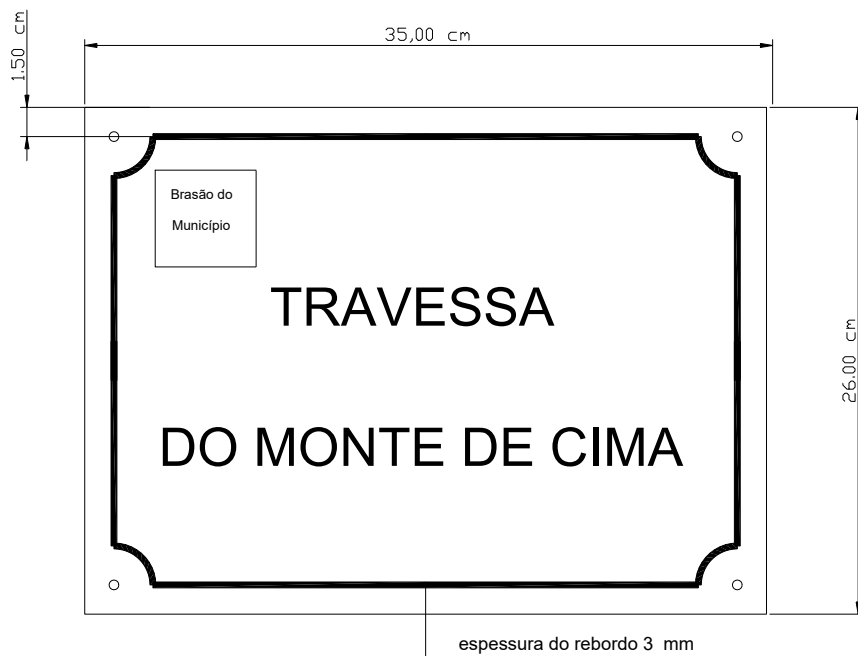 35,00 cm
1.50 cm
Brasão do
Município
TRAVESSA
26.00 cm
DO MONTE DE CIMA
espessura do rebordo 3 mm